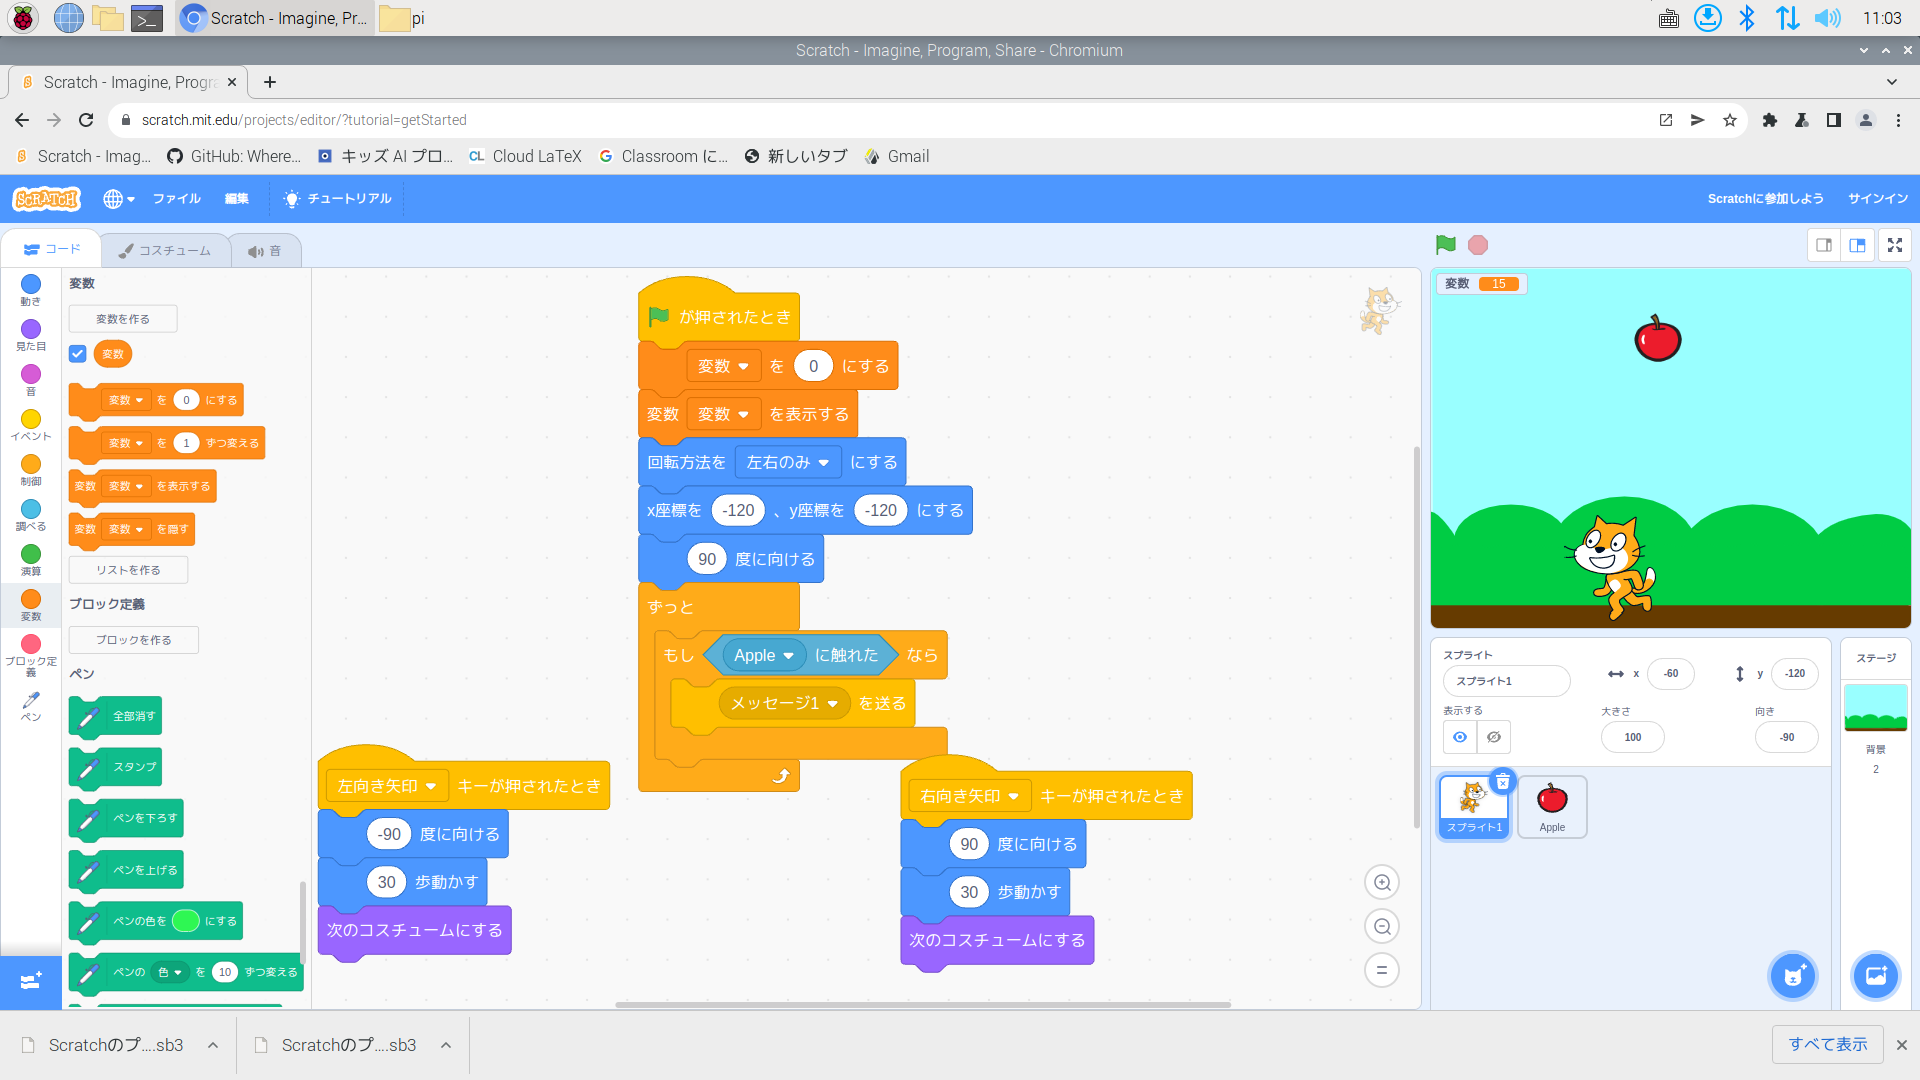 Scratch - Imagine, Pr...
pi
11:03
Scratch - Imagine, Program, Share - Chromium
Scratch - Imagine, Progra
scratch.mit.edu/projects/editor/?tutorial=getStarted
Scratch - Imag...
GitHub: Where...
キッズ AI プロ...
CL
Cloud LaTeX
Classroom に...
新しいタブ
Gmail
SCRATCH
ファイル
編集
チュートリアル
Scratchに参加しよう
サインイン
コード
コスチューム
音
動き
見た目
音
イベント
制御
調べる
演算
変数
ブロック定義
ペン
変数
変数を作る
変数
変数 を 0 にする
変数 を 1 ずつ変える
変数 変数 を表示する
変数 変数 を隠す
リストを作る
ブロック定義
ブロックを作る
ペン
全部消す
スタンプ
ペンを下ろす
ペンを上げる
ペンの色を にする
ペンの 色 を 10 ずつ変える
が押されたとき
変数 を 0 にする
変数 変数 を表示する
回転方法を 左右のみ にする
x座標を -120 、y座標を -120 にする
90 度に向ける
ずっと
もし Apple に触れた なら
メッセージ1 を送る
左向き矢印 キーが押されたとき
-90 度に向ける
30 歩動かす
次のコスチュームにする
右向き矢印 キーが押されたとき
90 度に向ける
30 歩動かす
次のコスチュームにする
変数 15
スプライト
スプライト1
x -60
y -120
表示する
大きさ
100
向き
-90
スプライト1
Apple
ステージ
背景
2
Scratchのプ....sb3
Scratchのプ....sb3
すべて表示